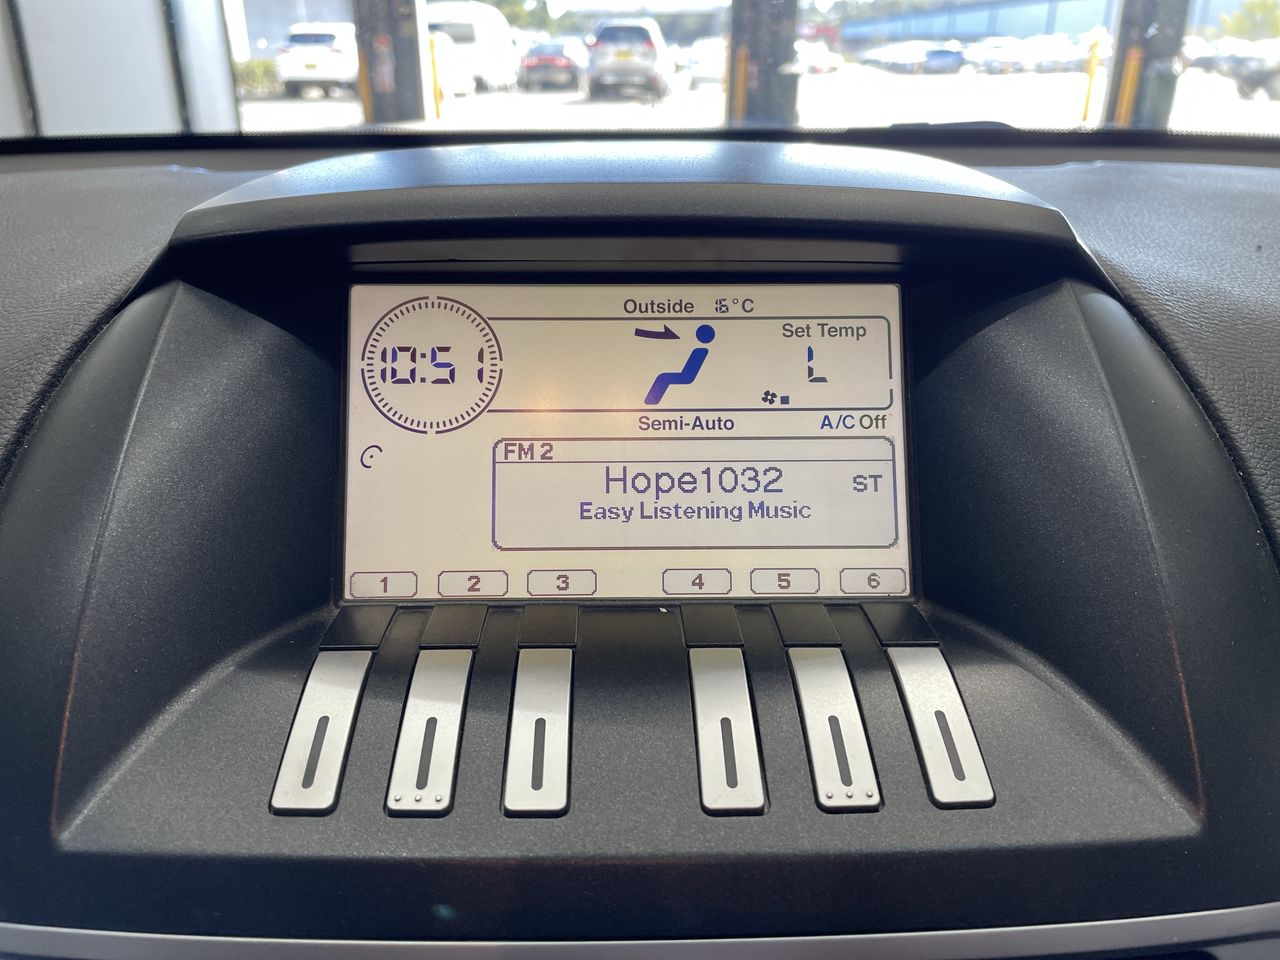 Outside 16°C
10:51
Set Temp
L
Semi-Auto
A/C Off
FM 2
Hope1032
ST
Easy Listening Music
1 2 3 4 5 6